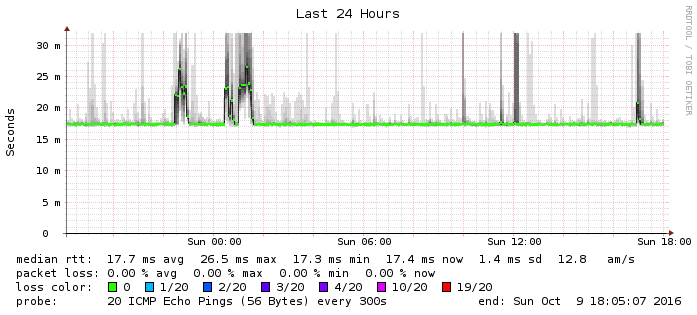 Last 24 Hours
RRDTOOL / TOBI OETIKER
Seconds
30 m
25 m
20 m
15 m
10 m
5 m
0
Sun 00:00 Sun 06:00 Sun 12:00 Sun 18:00
median rtt: 17.7 ms avg 26.5 ms max 17.3 ms min 17.4 ms now 1.4 ms sd 12.8 am/s
packet loss: 0.00 % avg 0.00 % max 0.00 % min 0.00 % now
loss color: 0 1/20 2/20 3/20 4/20 10/20 19/20
probe: 20 ICMP Echo Pings (56 Bytes) every 300s end: Sun Oct 9 18:05:07 2016